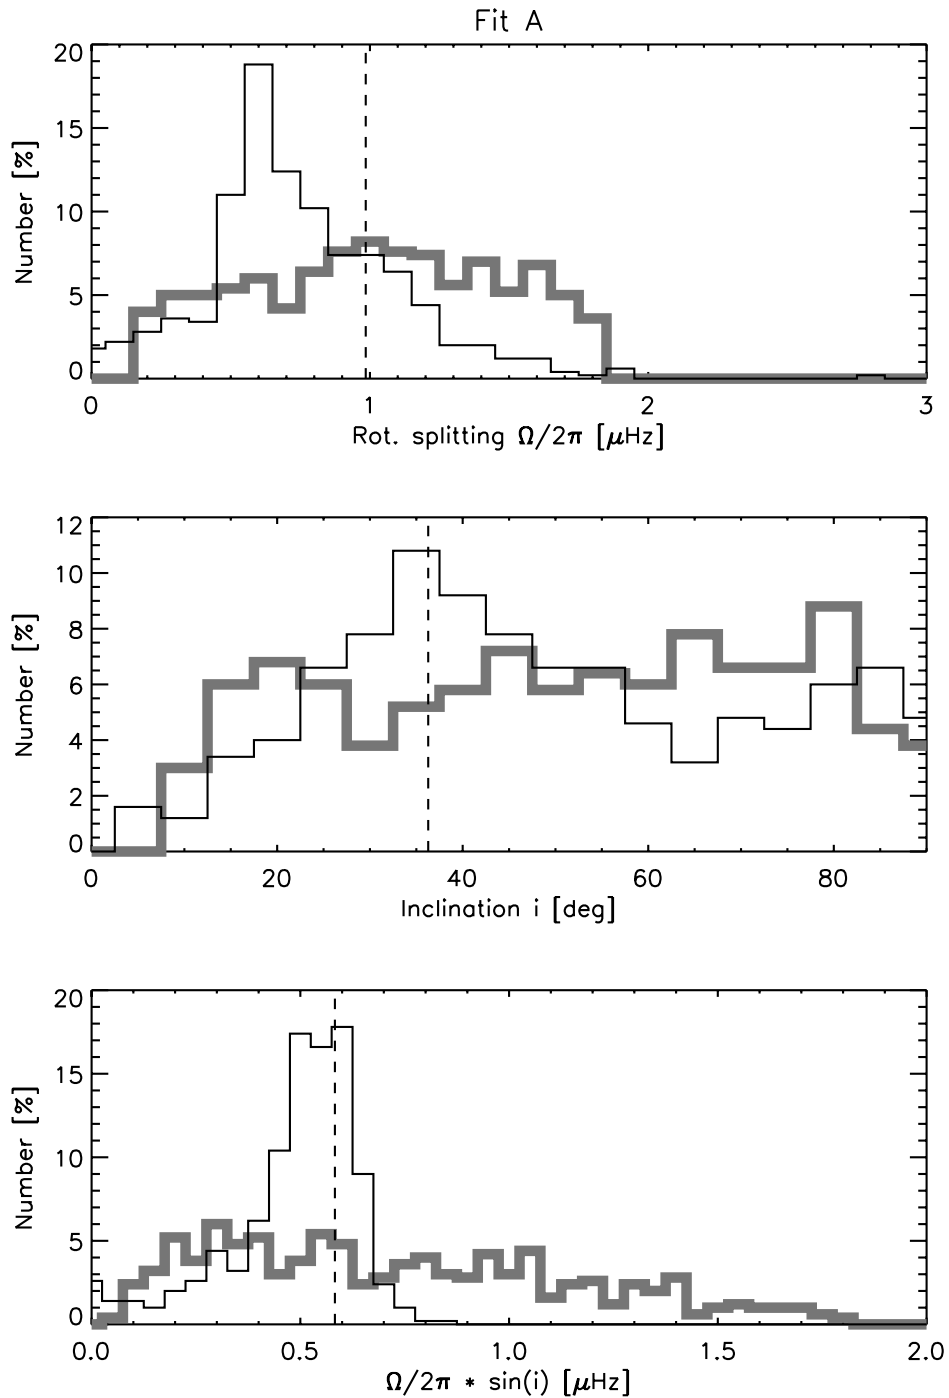 Fit A
20
15
10
5
0
Number [%]
0 1 2 3
Rot. splitting Ω/2π [μHz]
12
10
8
6
4
2
0
Number [%]
0 20 40 60 80
Inclination i [deg]
20
15
10
5
0
Number [%]
0.0 0.5 1.0 1.5 2.0
Ω/2π * sin(i) [μHz]